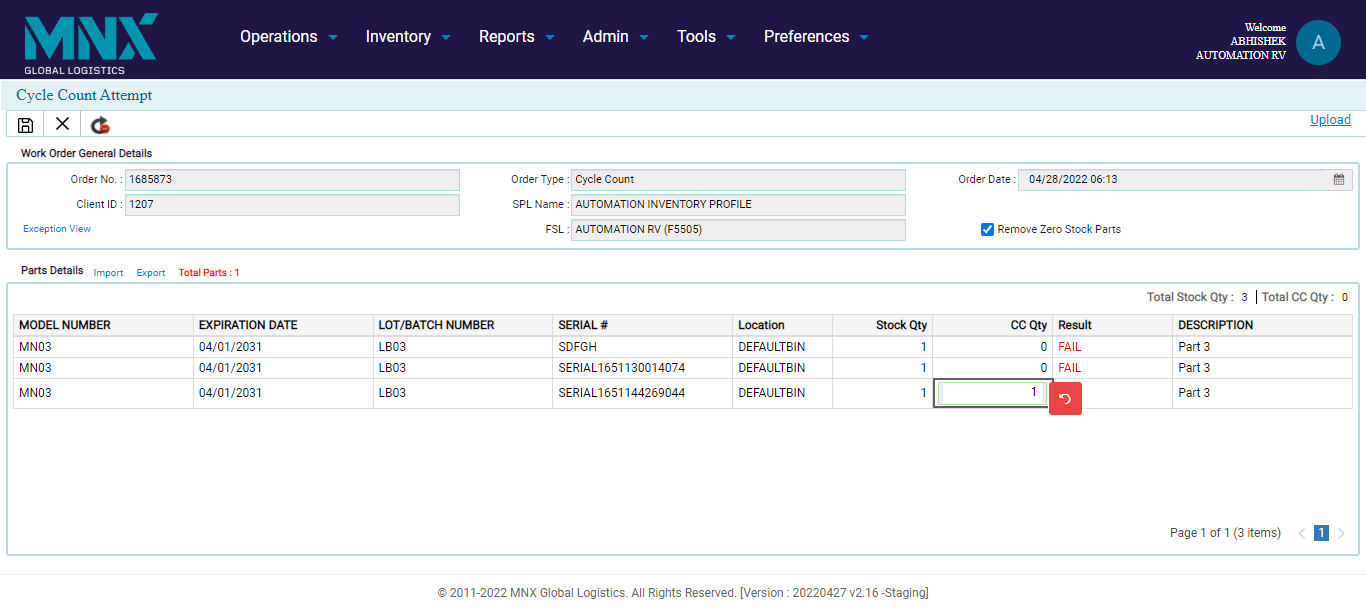 MNX
GLOBAL LOGISTICS
Operations Inventory Reports Admin Tools Preferences
Welcome
ABHISHEK
AUTOMATION RV
A
Cycle Count Attempt
Upload
Work Order General Details
Order No. : 1685873 Order Type : Cycle Count Order Date : 04/28/2022 06:13
Client ID : 1207 SPL Name : AUTOMATION INVENTORY PROFILE
Exception View FSL : AUTOMATION RV (F5505) Remove Zero Stock Parts
Parts Details Import Export Total Parts : 1
Total Stock Qty : 3 Total CC Qty : 0
MODEL NUMBER EXPIRATION DATE LOT/BATCH NUMBER SERIAL # Location Stock Qty CC Qty Result DESCRIPTION
MN03 04/01/2031 LB03 SDFGH DEFAULTBIN 1 0 FAIL Part 3
MN03 04/01/2031 LB03 SERIAL1651130014074 DEFAULTBIN 1 0 FAIL Part 3
MN03 04/01/2031 LB03 SERIAL1651144269044 DEFAULTBIN 1 1 Part 3
Page 1 of 1 (3 items) 1
© 2011-2022 MNX Global Logistics. All Rights Reserved. [Version : 20220427 v2.16 -Staging]